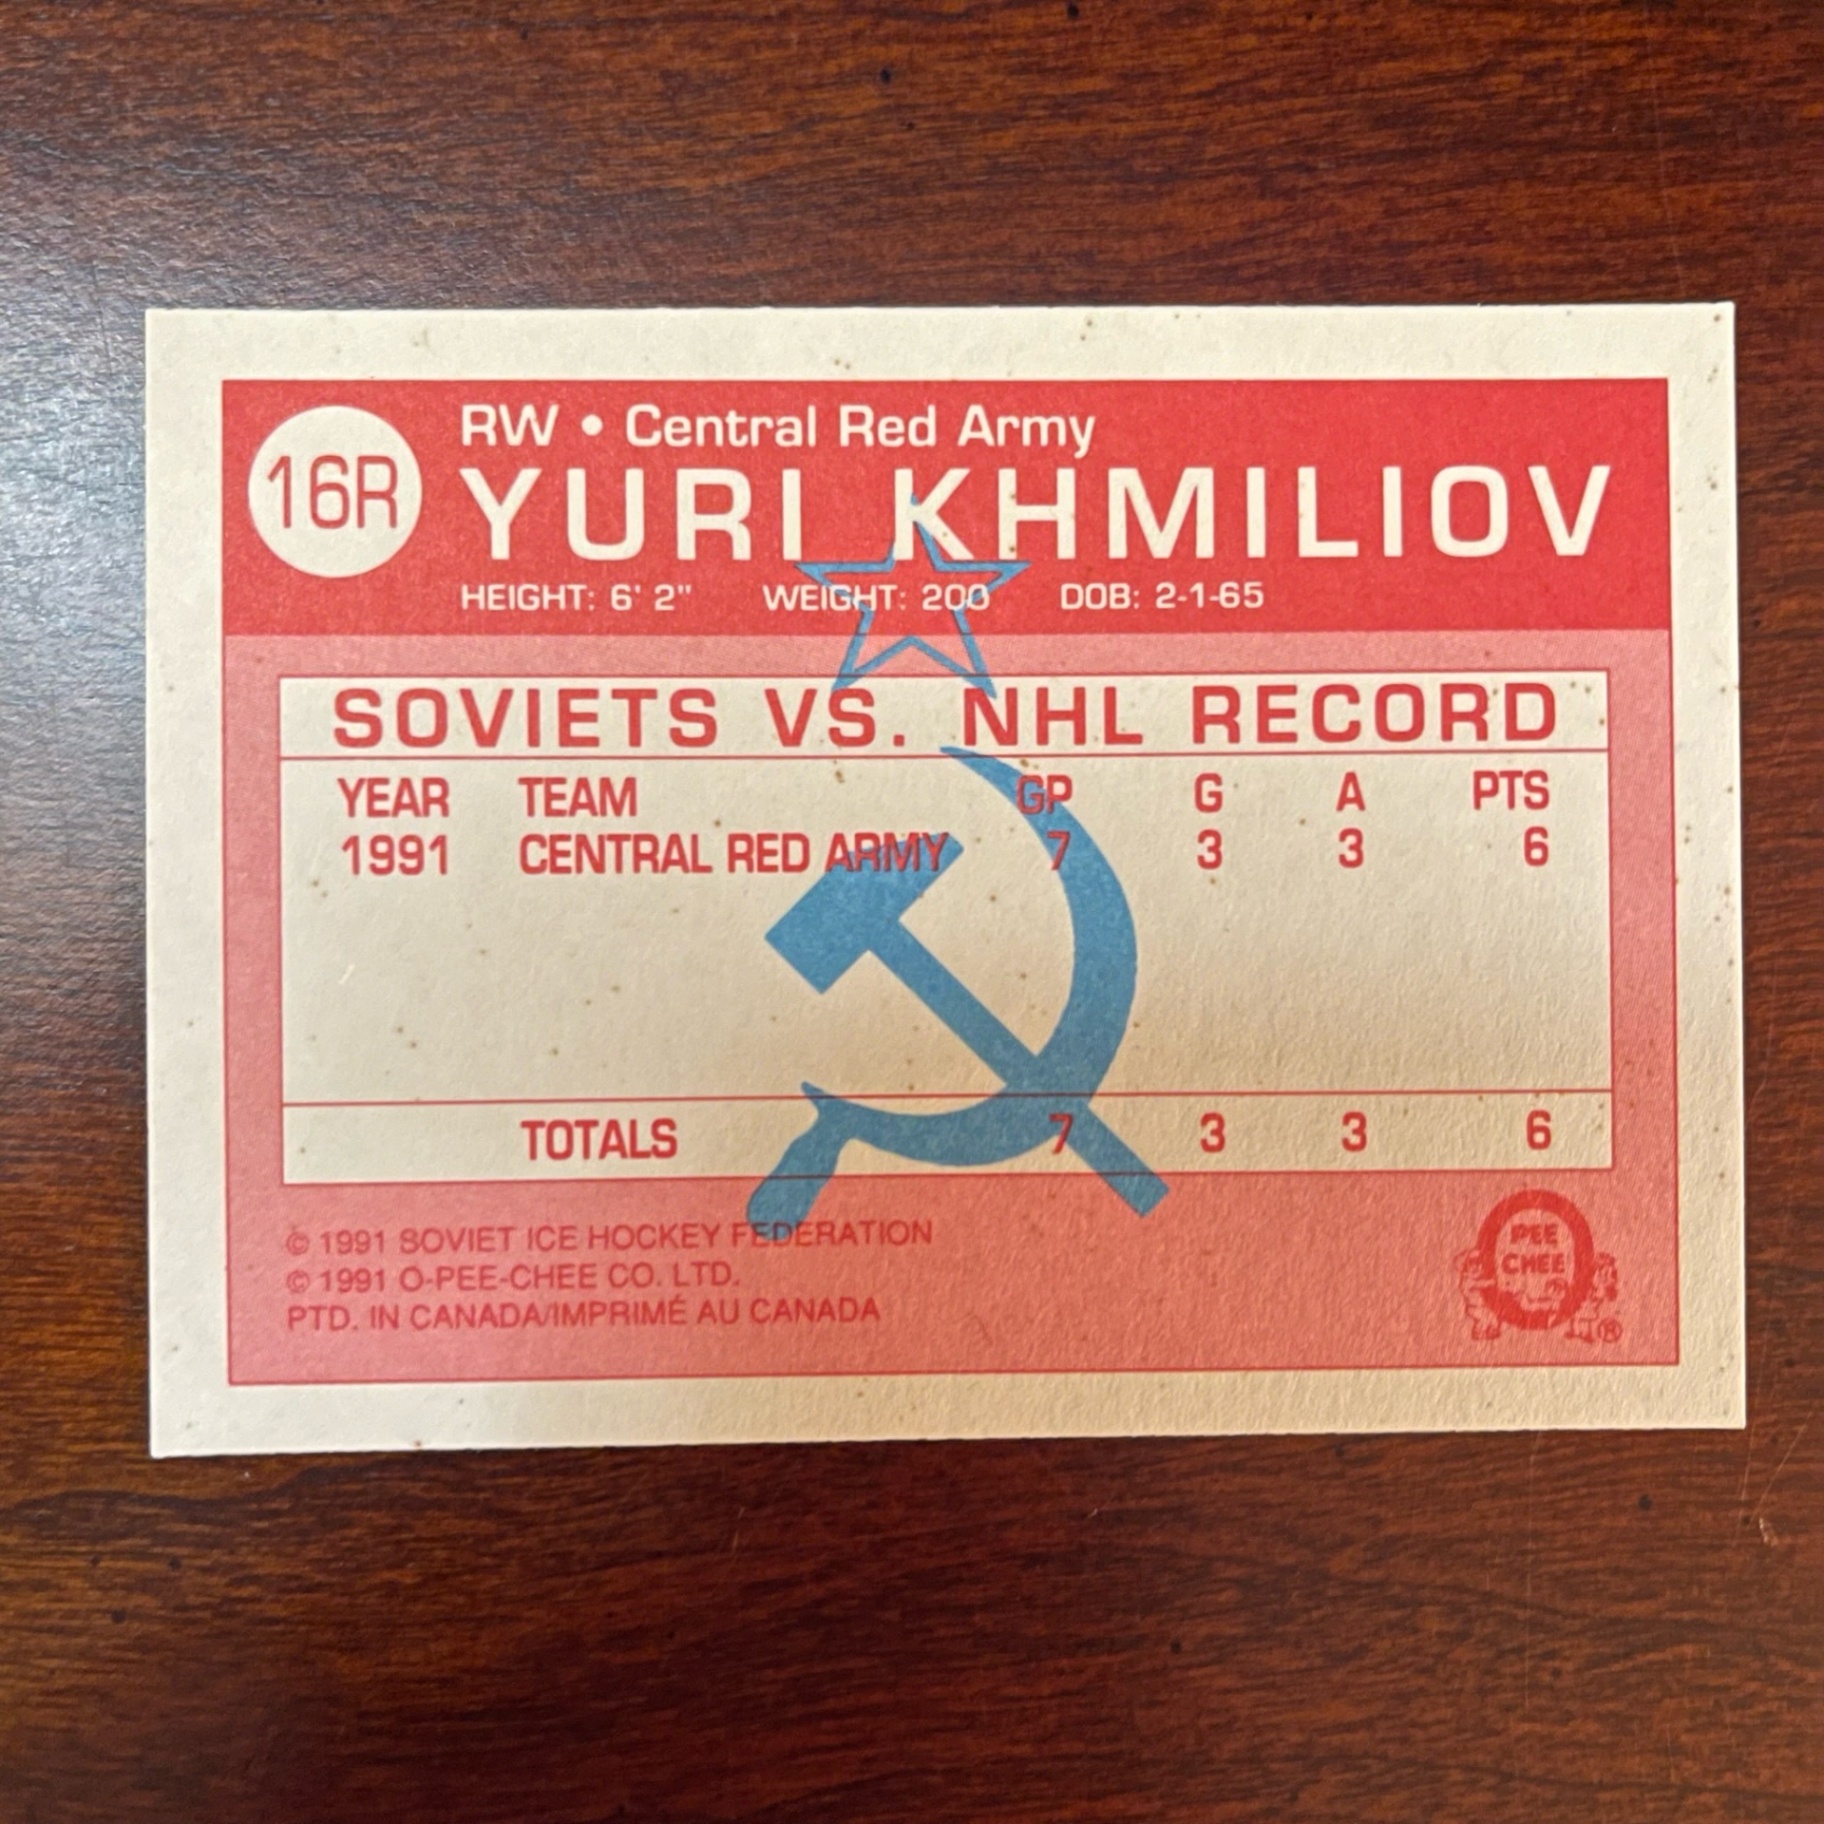 16R
RW • Central Red Army
YURI KHMILIOV
HEIGHT: 6' 2" WEIGHT: 200 DOB: 2-1-65
SOVIETS VS. NHL RECORD
YEAR TEAM GP G A PTS
1991 CENTRAL RED ARMY 7 3 3 6
TOTALS 7 3 3 6
© 1991 SOVIET ICE HOCKEY FEDERATION
© 1991 O-PEE-CHEE CO. LTD.
PTD. IN CANADA/IMPRIMÉ AU CANADA
PEE
CHEE
®